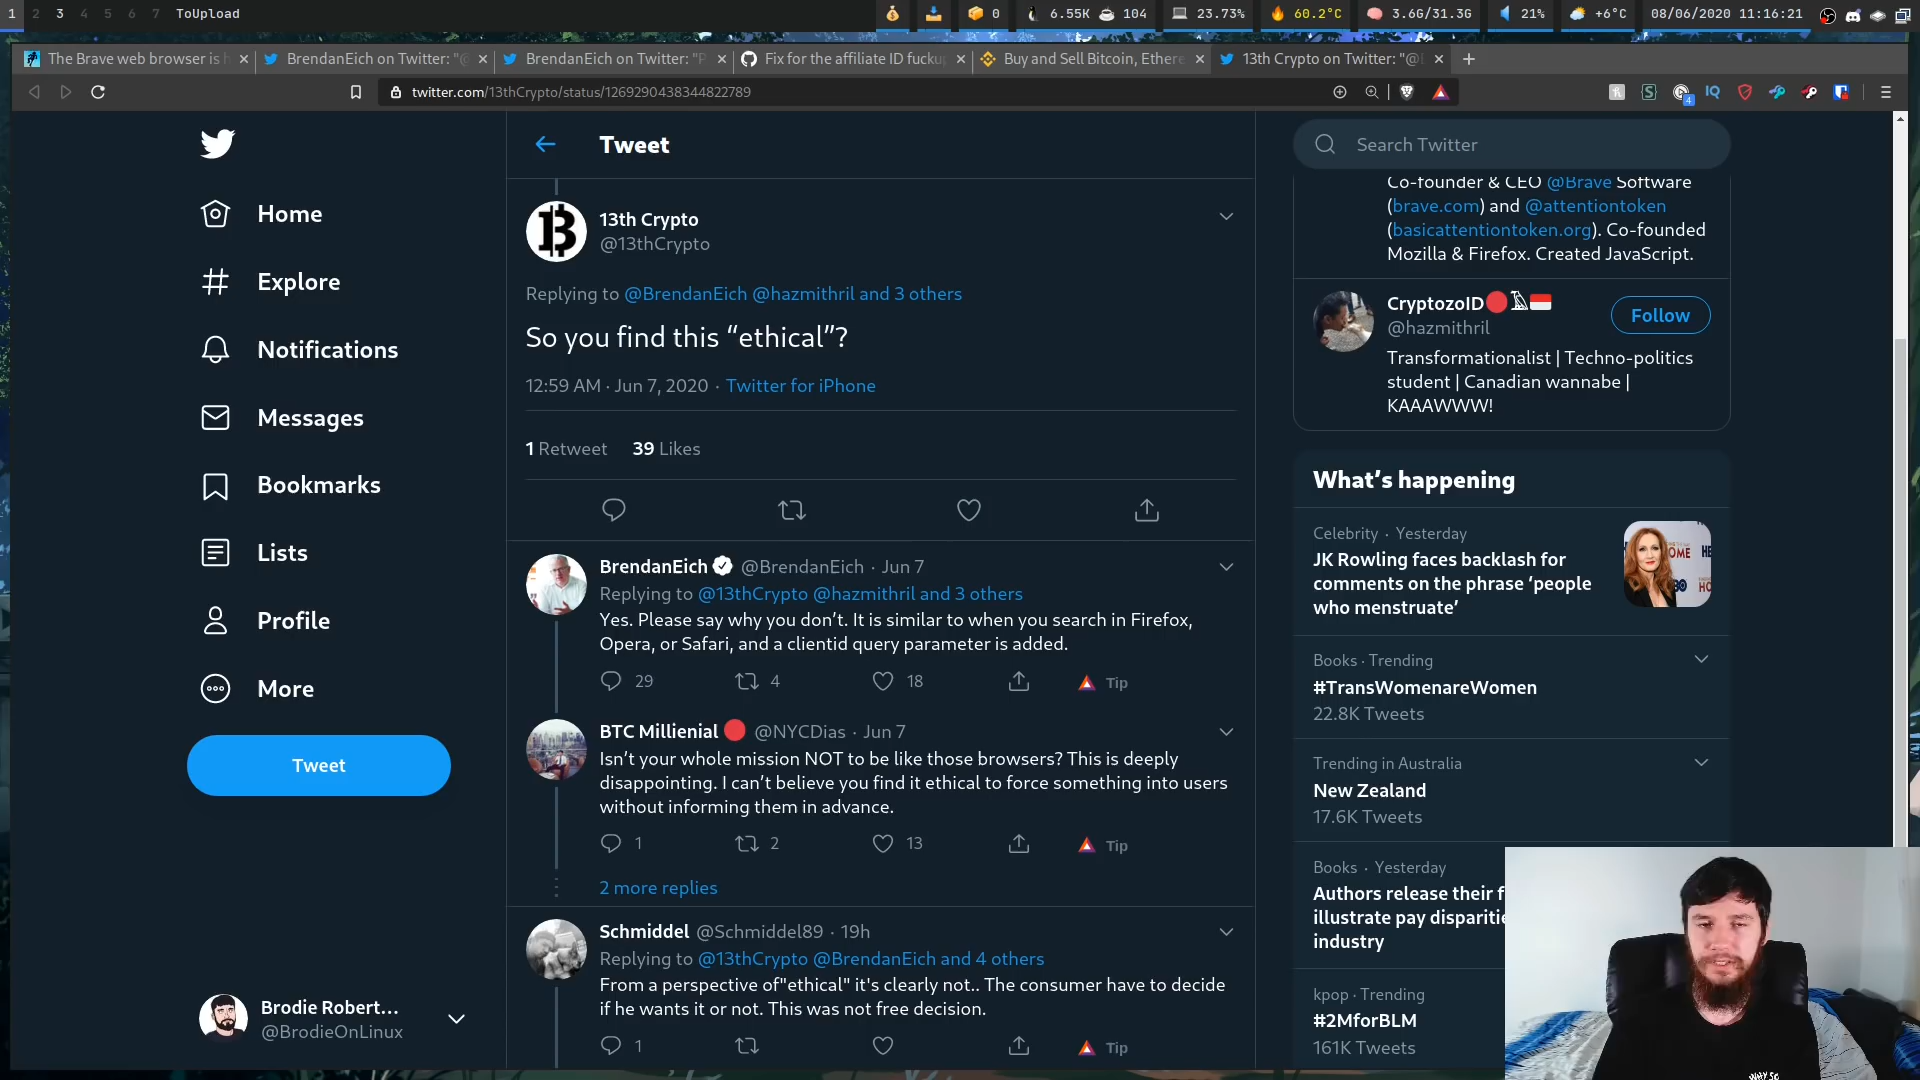 1 2 3 4 5 6 7 ToUpload
0 6.55K 104 23.73% 60.2°C 3.6G/31.3G 21% +6°C 08/06/2020 11:16:21
The Brave web browser is h
BrendanEich on Twitter: "@
BrendanEich on Twitter: "P
Fix for the affiliate ID fucku
Buy and Sell Bitcoin, Ethere
13th Crypto on Twitter: "@
twitter.com/13thCrypto/status/1269290438344822789
4
Home
Explore
Notifications
Messages
Bookmarks
Lists
Profile
More
Tweet
Brodie Robert...
@BrodieOnLinux
Tweet
13th Crypto
@13thCrypto
Replying to @BrendanEich @hazmithril and 3 others
So you find this “ethical”?
12:59 AM · Jun 7, 2020 · Twitter for iPhone
1 Retweet 39 Likes
BrendanEich @BrendanEich · Jun 7
Replying to @13thCrypto @hazmithril and 3 others
Yes. Please say why you don’t. It is similar to when you search in Firefox,
Opera, or Safari, and a clientid query parameter is added.
29 4 18 Tip
BTC Millienial @NYCDias · Jun 7
Isn’t your whole mission NOT to be like those browsers? This is deeply
disappointing. I can’t believe you find it ethical to force something into users
without informing them in advance.
1 2 13 Tip
2 more replies
Schmiddel @Schmiddel89 · 19h
Replying to @13thCrypto @BrendanEich and 4 others
From a perspective of"ethical" it's clearly not.. The consumer have to decide
if he wants it or not. This was not free decision.
1 Tip
Search Twitter
Co-founder & CEO @Brave Software
(brave.com) and @attentiontoken
(basicattentiontoken.org). Co-founded
Mozilla & Firefox. Created JavaScript.
CryptozoID
@hazmithril
Follow
Transformationalist | Techno-politics
student | Canadian wannabe |
KAAAWWW!
What’s happening
Celebrity · Yesterday
JK Rowling faces backlash for
comments on the phrase ‘people
who menstruate’
Books · Trending
#TransWomenareWomen
22.8K Tweets
Trending in Australia
New Zealand
17.6K Tweets
Books · Yesterday
Authors release their f
illustrate pay dispariti
industry
kpop · Trending
#2MforBLM
161K Tweets
WHY SO